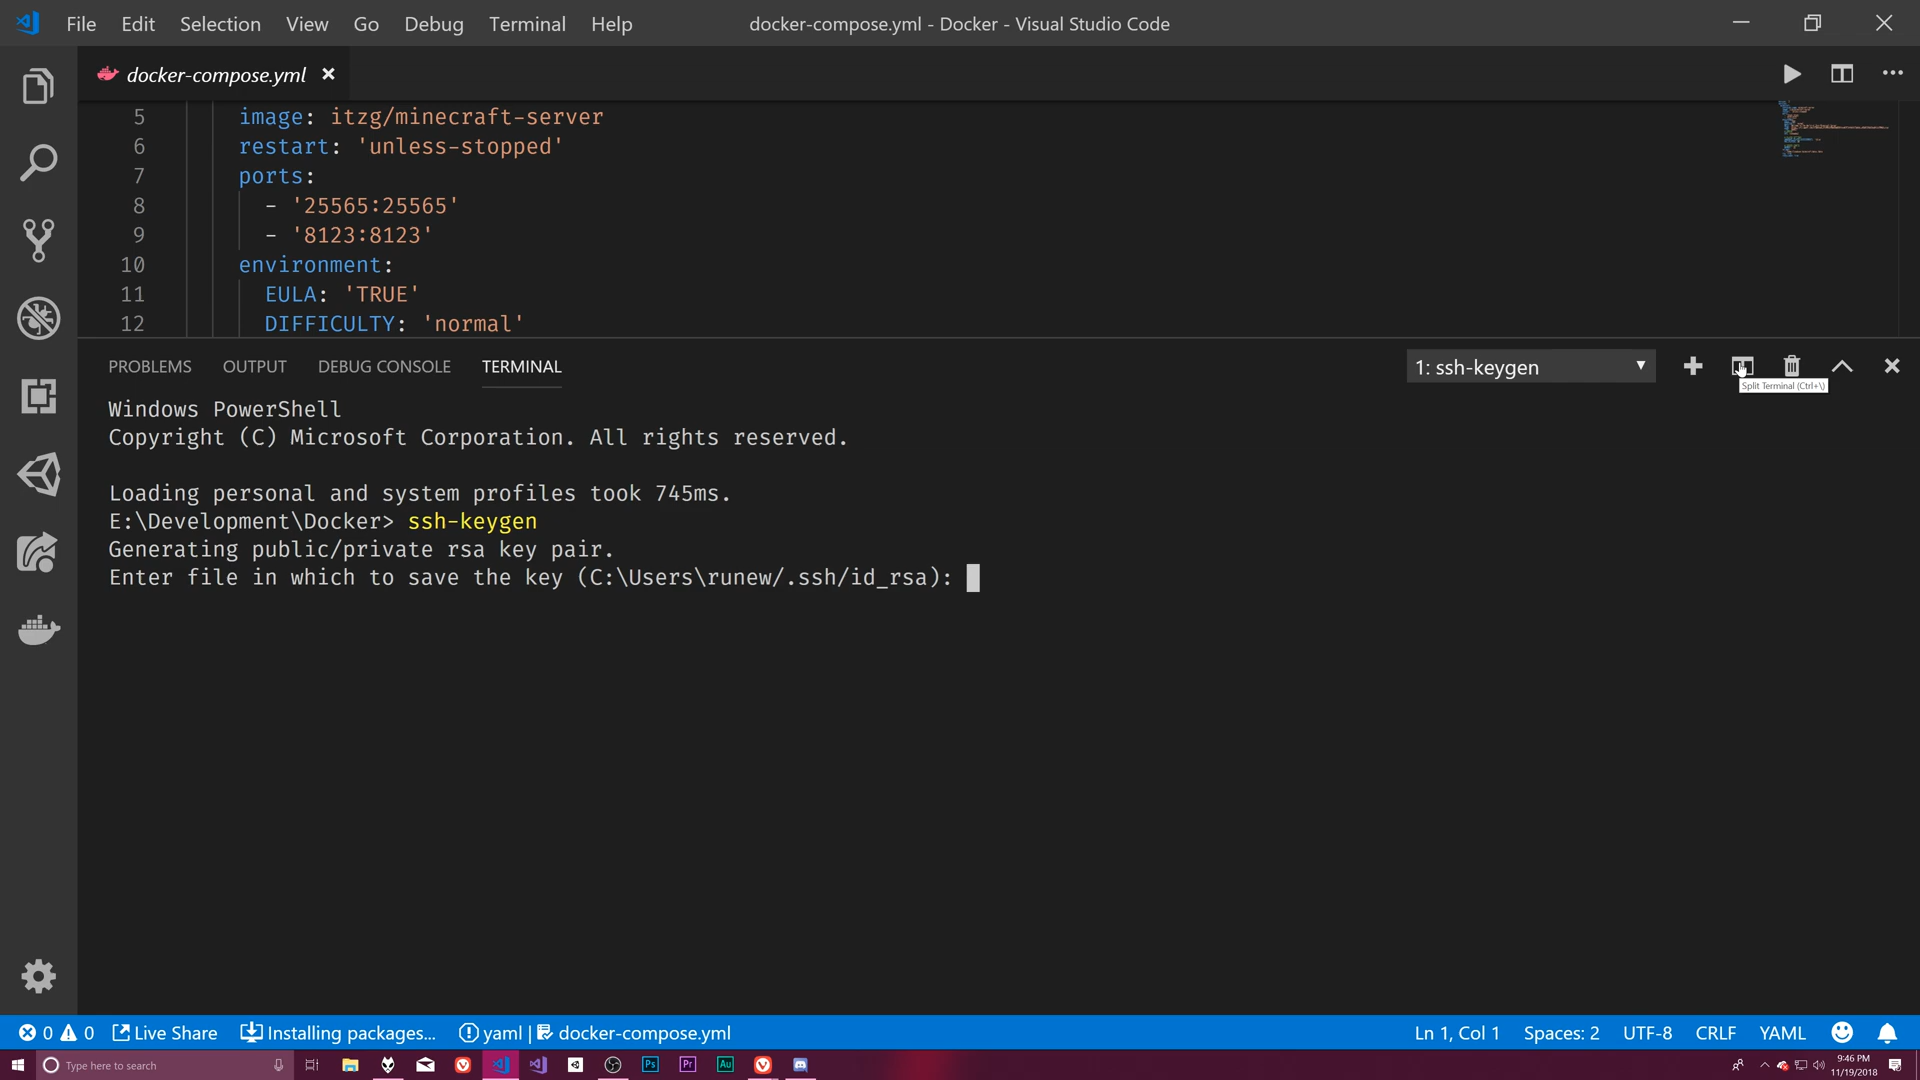 File Edit Selection View Go Debug Terminal Help
docker-compose.yml - Docker - Visual Studio Code
docker-compose.yml
5 image: itzg/minecraft-server
6 restart: 'unless-stopped'
7 ports:
8 - '25565:25565'
9 - '8123:8123'
10 environment:
11 EULA: 'TRUE'
12 DIFFICULTY: 'normal'
PROBLEMS OUTPUT DEBUG CONSOLE TERMINAL
1: ssh-keygen
Split Terminal (Ctrl+\)
Windows PowerShell
Copyright (C) Microsoft Corporation. All rights reserved.
Loading personal and system profiles took 745ms.
E:\Development\Docker> ssh-keygen
Generating public/private rsa key pair.
Enter file in which to save the key (C:\Users\runew/.ssh/id_rsa):
0 0 Live Share Installing packages... yaml | docker-compose.yml
Ln 1, Col 1 Spaces: 2 UTF-8 CRLF YAML
Type here to search
Ps Pr Au
9:46 PM
11/19/2018